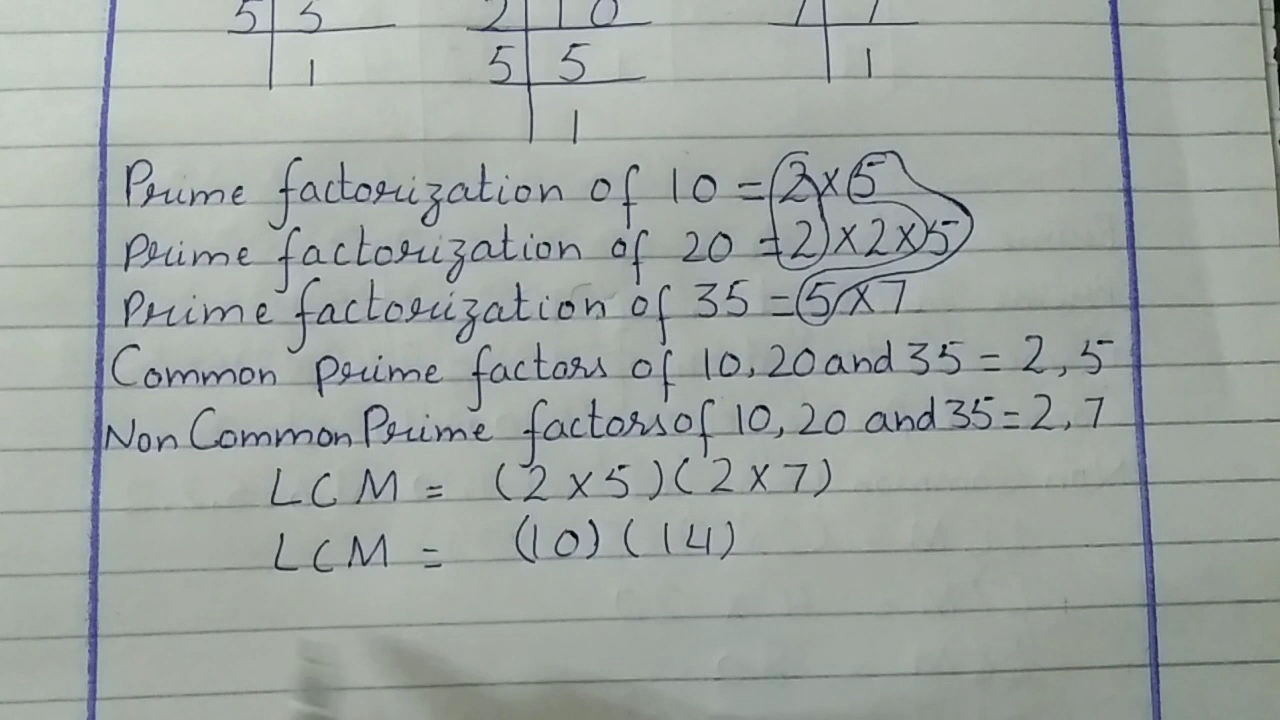 5 5 2 10 7 7
1 5 5 1
1
Prime factorization of 10 = 2×5
Prime factorization of 20 = 2×2×5
Prime factorization of 35 = 5×7
Common prime factors of 10, 20 and 35 = 2, 5
Non Common Prime factors of 10, 20 and 35 = 2, 7
LCM = (2×5)(2×7)
LCM = (10)(14)